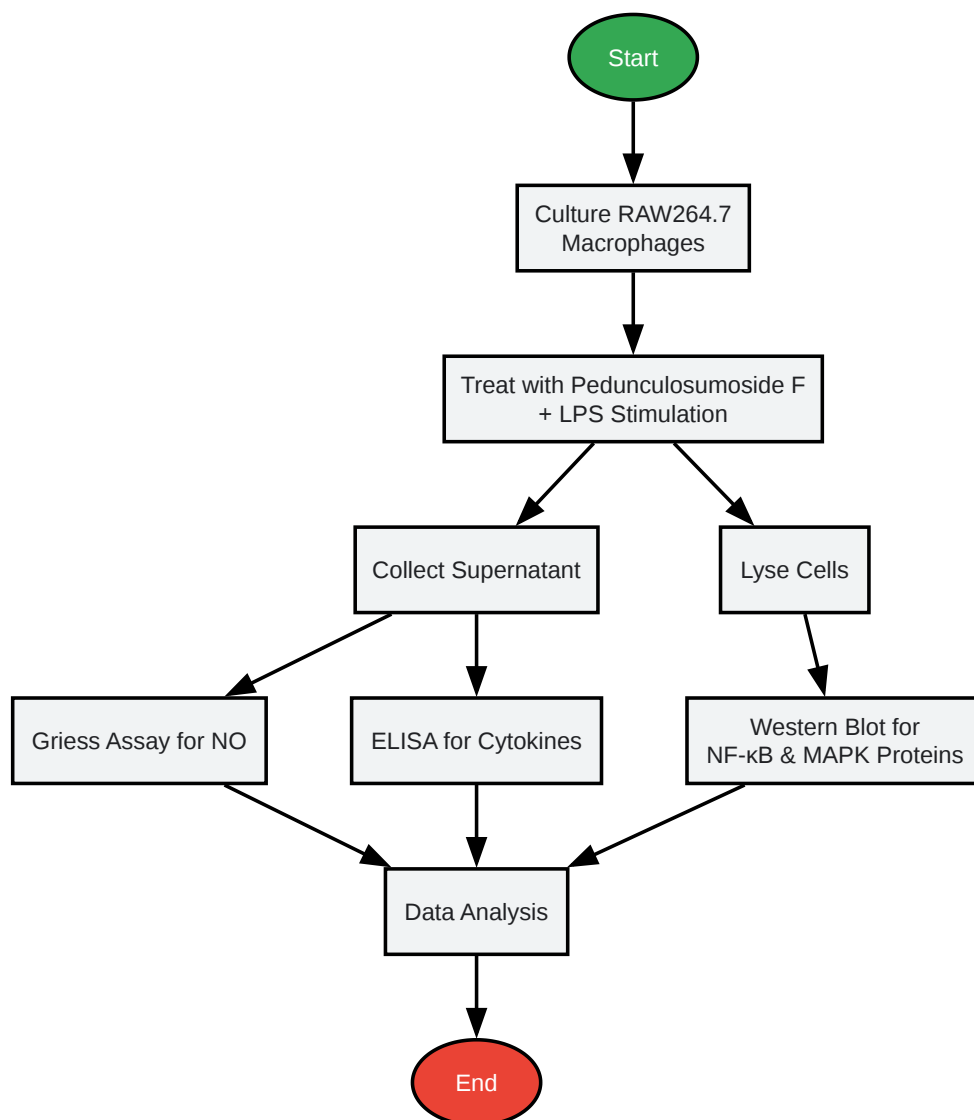 Start
Culture RAW264.7
Macrophages
Treat with Pedunculosumoside F
+ LPS Stimulation
Collect Supernatant
Lyse Cells
Griess Assay for NO
ELISA for Cytokines
Western Blot for
NF-κB & MAPK Proteins
Data Analysis
End